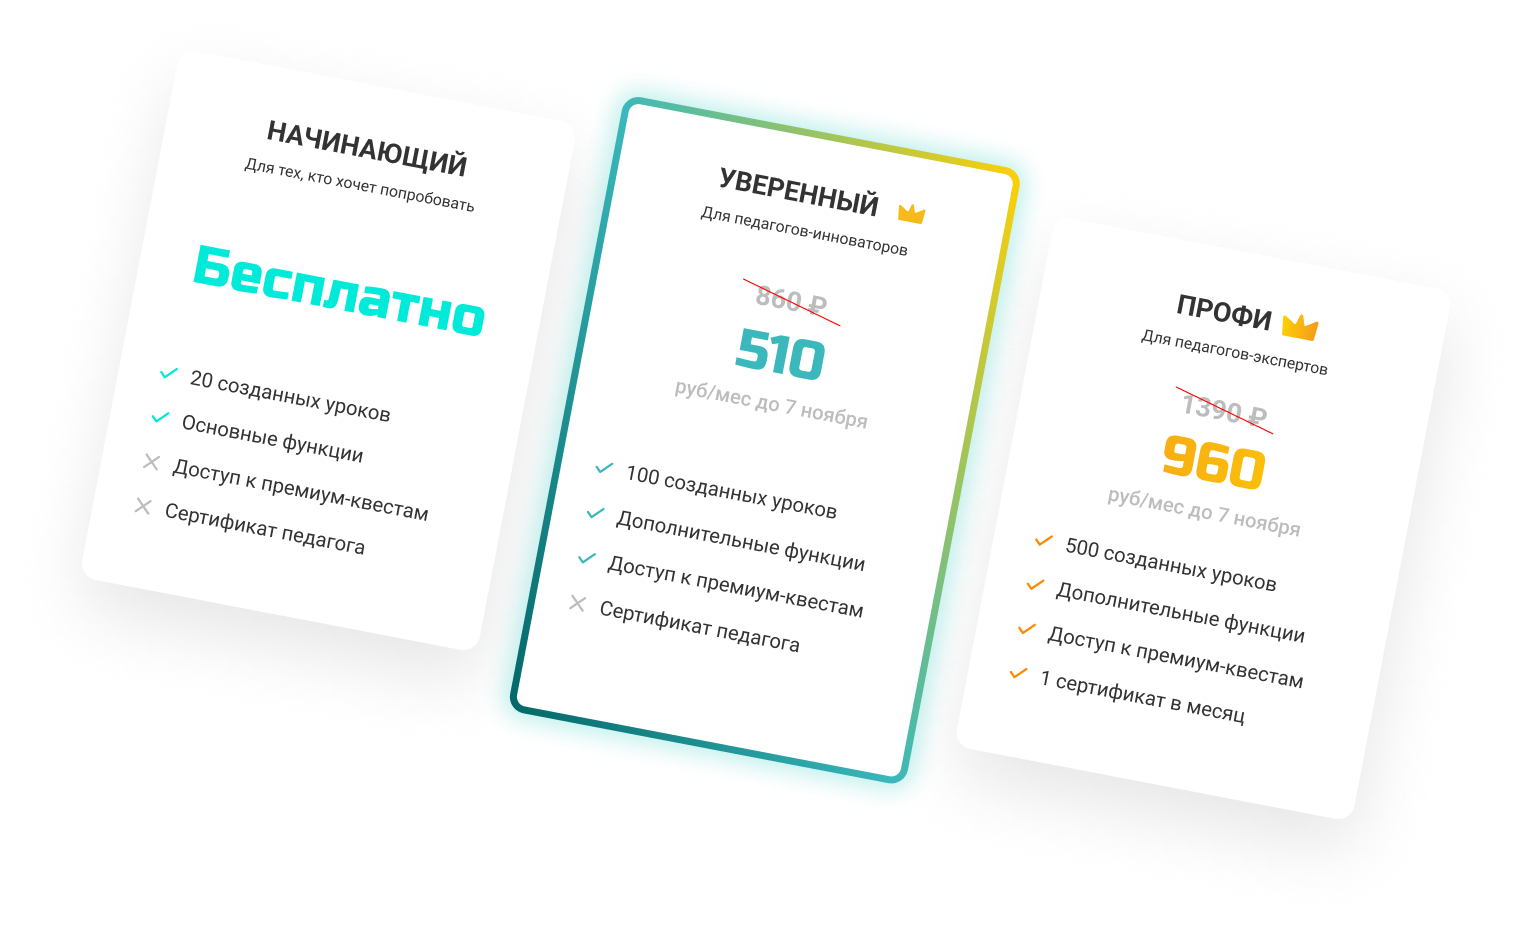 НАЧИНАЮЩИЙ
Для тех, кто хочет попробовать
Бесплатно
20 созданных уроков
Основные функции
Доступ к премиум-квестам
Сертификат педагога
УВЕРЕННЫЙ
Для педагогов-инноваторов
860 ₽
510
руб/мес до 7 ноября
100 созданных уроков
Дополнительные функции
Доступ к премиум-квестам
Сертификат педагога
ПРОФИ
Для педагогов-экспертов
1390 ₽
960
руб/мес до 7 ноября
500 созданных уроков
Дополнительные функции
Доступ к премиум-квестам
1 сертификат в месяц